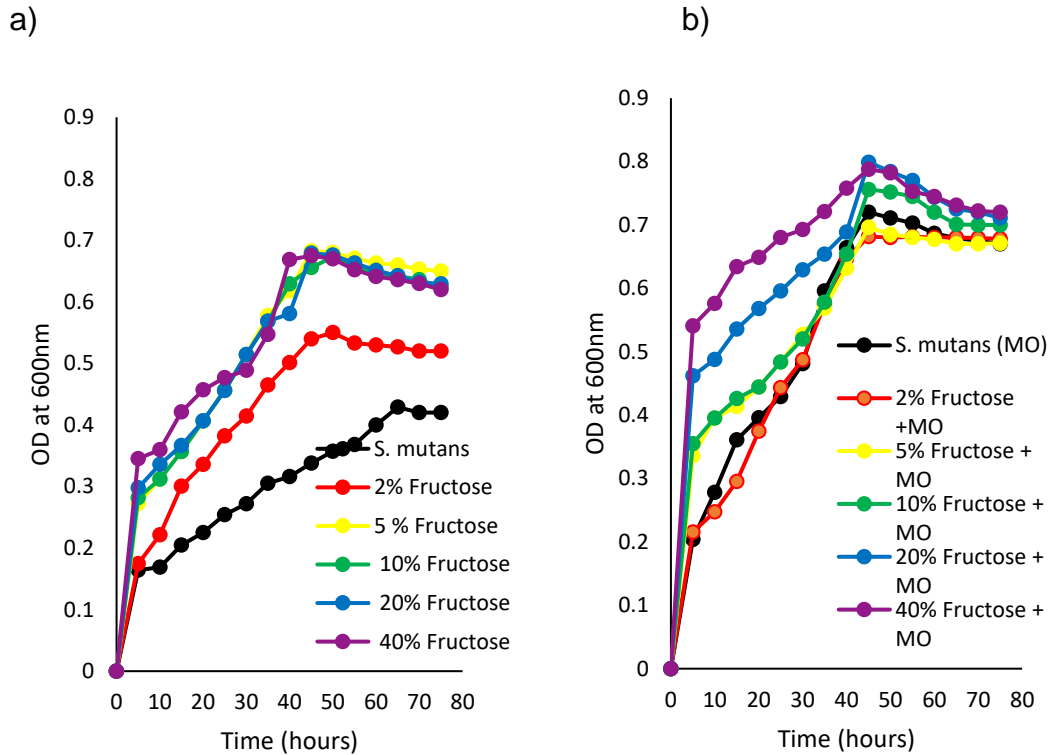 a)
0.9
0.8
0.7
0.6
0.5
0.4
0.3
0.2
0.1
0
OD at 600nm
0 10 20 30 40 50 60 70 80
Time (hours)
S. mutans
2% Fructose
5 % Fructose
10% Fructose
20% Fructose
40% Fructose
b)
0.9
0.8
0.7
0.6
0.5
0.4
0.3
0.2
0.1
0
OD at 600nm
0 10 20 30 40 50 60 70 80
Time (hours)
S. mutans (MO)
2% Fructose
+MO
5% Fructose +
MO
10% Fructose +
MO
20% Fructose +
MO
40% Fructose +
MO